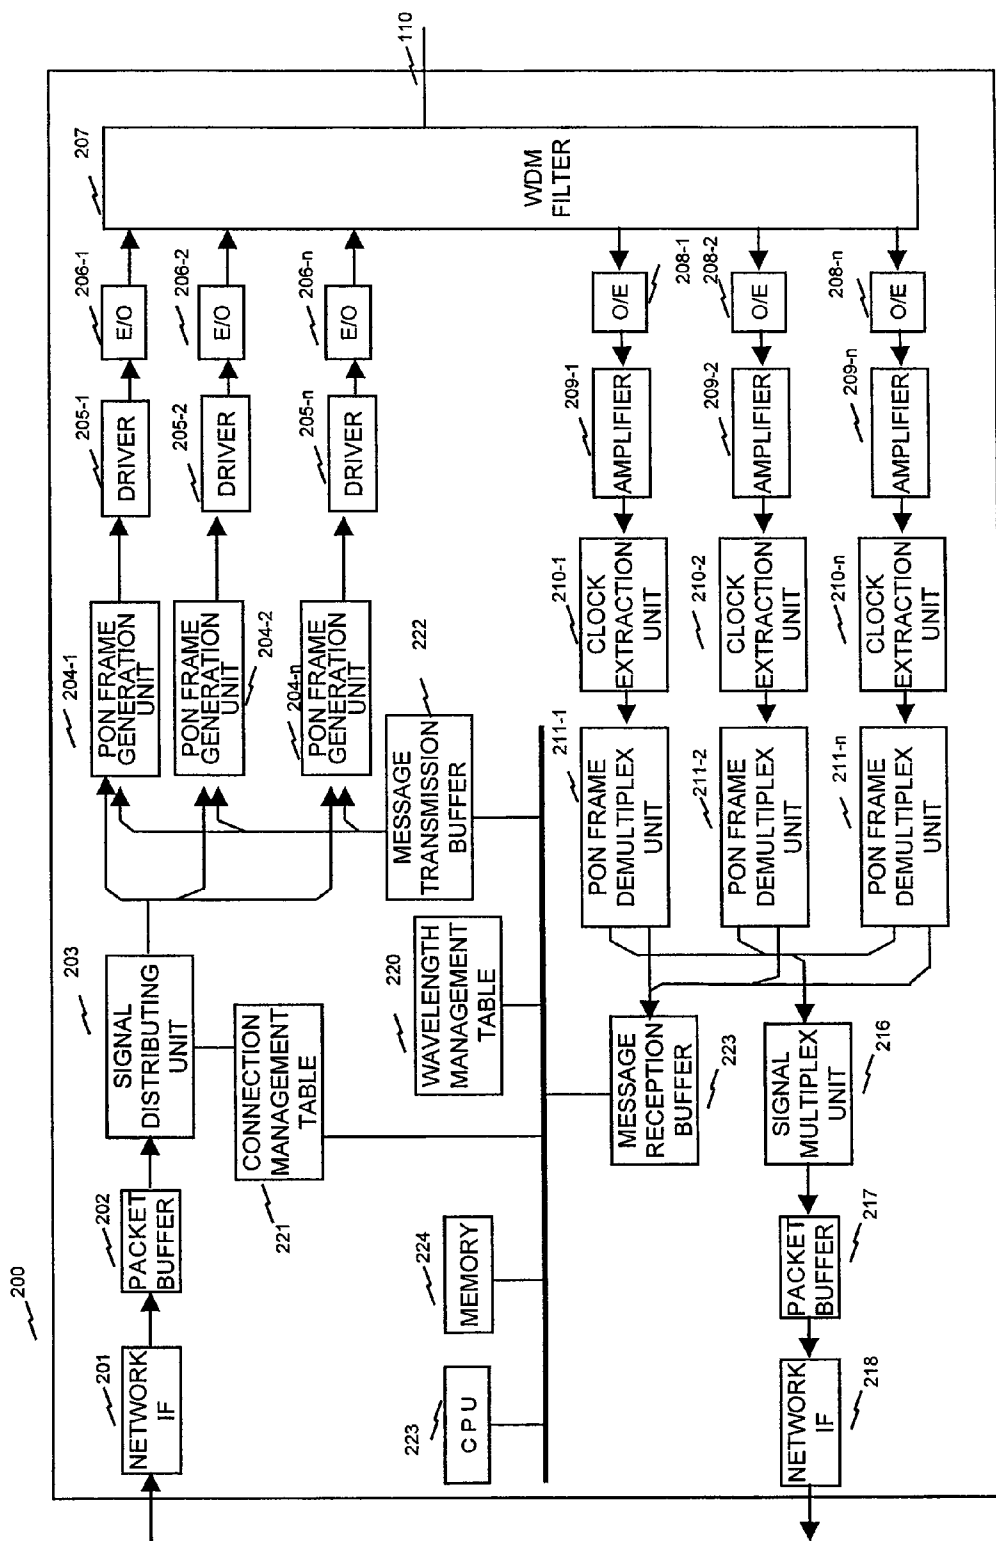 200
201
NETWORK
IF
202
PACKET
BUFFER
203
SIGNAL
DISTRIBUTING
UNIT
204-1
PON FRAME
GENERATION
UNIT
205-1
DRIVER
206-1
E/O
207
WDM
FILTER
110
PON FRAME
GENERATION
UNIT
204-2
205-2
DRIVER
206-2
E/O
204-n
PON FRAME
GENERATION
UNIT
205-n
DRIVER
206-n
E/O
221
CONNECTION
MANAGEMENT
TABLE
220
WAVELENGTH
MANAGEMENT
TABLE
222
MESSAGE
TRANSMISSION
BUFFER
223
CPU
224
MEMORY
MESSAGE
RECEPTION
BUFFER
223
211-1
PON FRAME
DEMULTIPLEX
UNIT
210-1
CLOCK
EXTRACTION
UNIT
209-1
AMPLIFIER
O/E
208-1
211-2
PON FRAME
DEMULTIPLEX
UNIT
210-2
CLOCK
EXTRACTION
UNIT
209-2
AMPLIFIER
208-2
O/E
211-n
PON FRAME
DEMULTIPLEX
UNIT
210-n
CLOCK
EXTRACTION
UNIT
209-n
AMPLIFIER
208-n
O/E
NETWORK
IF
218
PACKET
BUFFER
217
SIGNAL
MULTIPLEX
UNIT
216